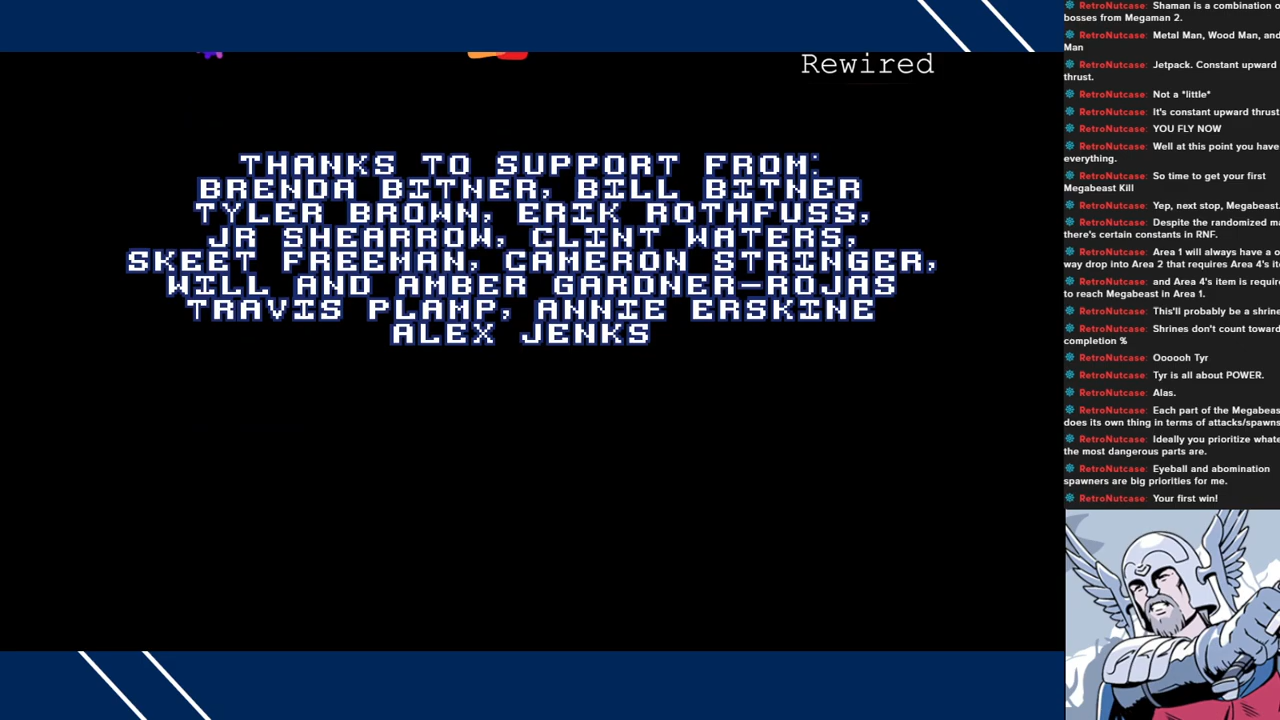 Rewired
THANKS TO SUPPORT FROM:
BRENDA BITNER, BILL BITNER
TYLER BROWN, ERIK ROTHFUSS,
JR SHEARROW, CLINT WATERS,
SKEET FREEMAN, CAMERON STRINGER,
WILL AND AMBER GARDNER-ROJAS
TRAVIS PLAMP, ANNIE ERSKINE
ALEX JENKS
RetroNutcase: Shaman is a combination
bosses from Megaman 2.
RetroNutcase: Metal Man, Wood Man, and
Man
RetroNutcase: Jetpack. Constant upward
thrust.
RetroNutcase: Not a *little*
RetroNutcase: It's constant upward thrust
RetroNutcase: YOU FLY NOW
RetroNutcase: Well at this point you have
everything.
RetroNutcase: So time to get your first
Megabeast Kill
RetroNutcase: Yep, next stop, Megabeast.
RetroNutcase: Despite the randomized
there's certain constants in RNF.
RetroNutcase: Area 1 will always have a
way drop into Area 2 that requires Area 4's
RetroNutcase: and Area 4's item is
to reach Megabeast in Area 1.
RetroNutcase: This'll probably be a
RetroNutcase: Shrines don't count
completion %
RetroNutcase: Oooooh Tyr
RetroNutcase: Tyr is all about POWER.
RetroNutcase: Alas.
RetroNutcase: Each part of the
does its own thing in terms of
RetroNutcase: Ideally you prioritize
the most dangerous parts are.
RetroNutcase: Eyeball and abomination
spawners are big priorities for me.
RetroNutcase: Your first win!